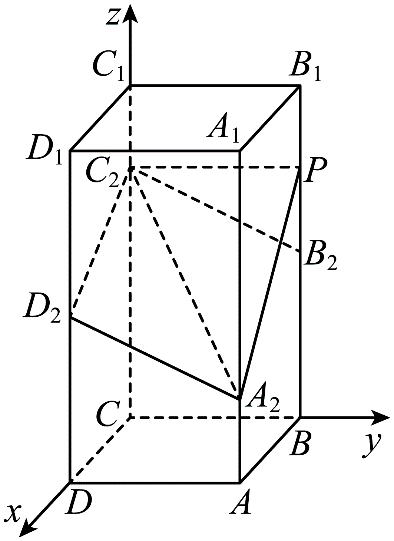 z
C₁ B₁
D₁ A₁
C₂ P
B₂
D₂
A₂
C B y
x D A